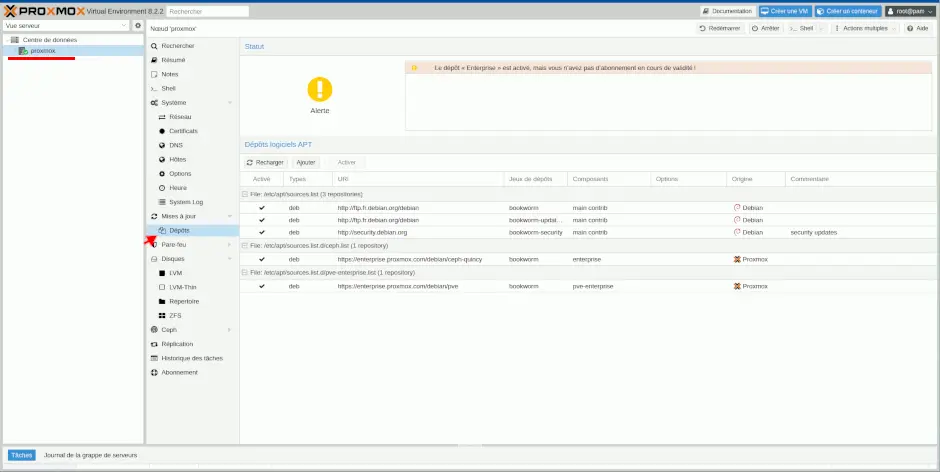 PROXMOX Virtual Environment 8.2.2 Rechercher Documentation Créer une VM Créer un conteneur root@pam
Vue serveur
Nœud 'proxmox' Redémarrer Arrêter Shell Actions multiples Aide
Centre de données
proxmox
Rechercher
Résumé
Notes
Shell
Système
Réseau
Certificats
DNS
Hôtes
Options
Heure
System Log
Mises à jour
Dépôts
Pare-feu
Disques
LVM
LVM-Thin
Répertoire
ZFS
Ceph
Réplication
Historique des tâches
Abonnement
Statut
Alerte
Le dépôt « Enterprise » est activé, mais vous n'avez pas d'abonnement en cours de validité !
Dépôts logiciels APT
Recharger Ajouter Activer
Activé Types URI Jeux de dépôts Composants Options Origine Commentaire
File: /etc/apt/sources.list (3 repositories)
deb http://ftp.fr.debian.org/debian bookworm main contrib Debian
deb http://ftp.fr.debian.org/debian bookworm-updat... main contrib Debian
deb http://security.debian.org bookworm-security main contrib Debian security updates
File: /etc/apt/sources.list.d/ceph.list (1 repository)
deb https://enterprise.proxmox.com/debian/ceph-quincy bookworm enterprise Proxmox
File: /etc/apt/sources.list.d/pve-enterprise.list (1 repository)
deb https://enterprise.proxmox.com/debian/pve bookworm pve-enterprise Proxmox
Tâches Journal de la grappe de serveurs